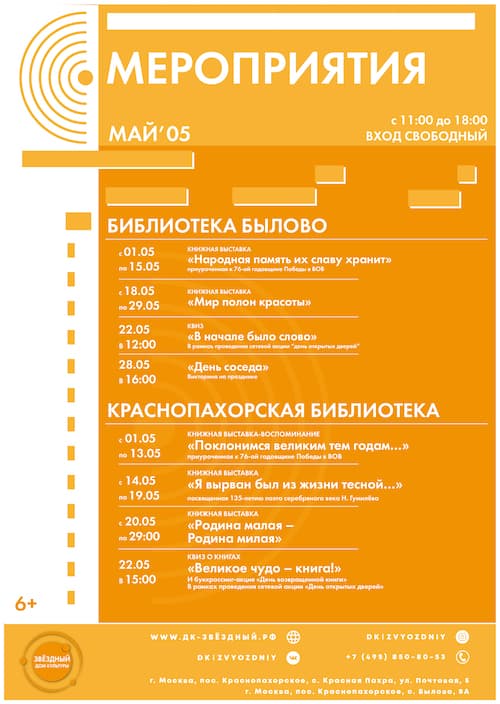 МЕРОПРИЯТИЯ
МАЙ'05
с 11:00 до 18:00
ВХОД СВОБОДНЫЙ
БИБЛИОТЕКА БЫЛОВО
с 01.05
по 15.05
КНИЖНАЯ ВЫСТАВКА
«Народная память их славу хранит»
приуроченная к 76-ой годовщине Победы в ВОВ
с 18.05
по 29.05
КНИЖНАЯ ВЫСТАВКА
«Мир полон красоты»
22.05
в 12:00
КВИЗ
«В начале было слово»
В рамках проведения сетевой акции "день открытых дверей"
28.05
в 16:00
«День соседа»
Викторина на празднике
КРАСНОПАХОРСКАЯ БИБЛИОТЕКА
с 01.05
по 13.05
КНИЖНАЯ ВЫСТАВКА-ВОСПОМИНАНИЕ
«Поклонимся великим тем годам...»
приуроченная к 76-ой годовщине Победы в ВОВ
с 14.05
по 19.05
КНИЖНАЯ ВЫСТАВКА
«Я вырван был из жизни тесной...»
посвященная 135-летию поэта серебряного века Н. Гумилёва
с 20.05
по 29:00
КНИЖНАЯ ВЫСТАВКА
«Родина малая –
Родина милая»
22.05
в 15:00
КВИЗ О КНИГАХ
«Великое чудо – книга!»
И букроссинг-акция «День возвращенной книги»
В рамках проведения сетевой акции «День открытых дверей»
6+
ЗВЁЗДНЫЙ
ДОМ КУЛЬТУРЫ
WWW.ДК-ЗВЁЗДНЫЙ.РФ
DK|ZVYOZDNIY
DK|ZVYOZDNIY
+7 (495) 850-80-53
г. Москва, пос. Краснопахорское, с. Красная Пахра, ул. Почтовая, 5
г. Москва, пос. Краснопахорское, с. Былово, 8А